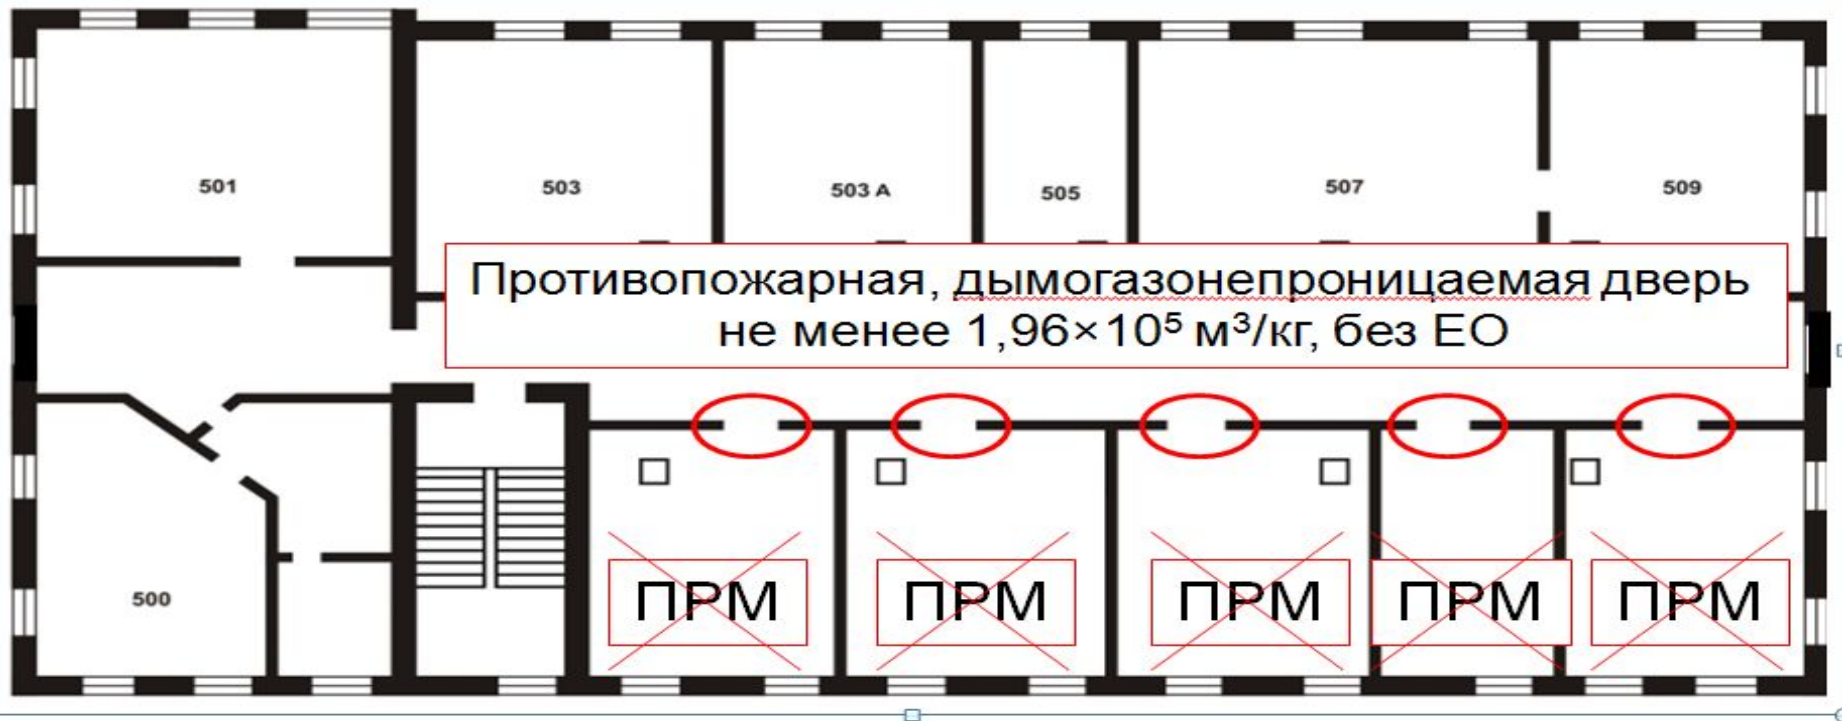 501
503
503 А
505
507
509
Противопожарная, дымогазонепроницаемая дверь
не менее 1,96×10⁵ м³/кг, без ЕО
500
ПРМ
ПРМ
ПРМ
ПРМ
ПРМ